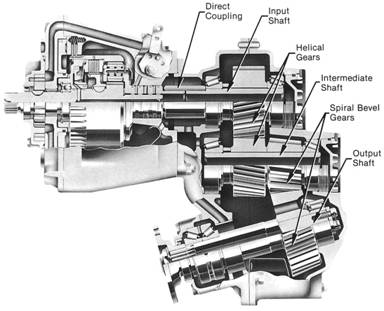 Direct
Coupling
Input
Shaft
Helical
Gears
Intermediate
Shaft
Spiral Bevel
Gears
Output
Shaft